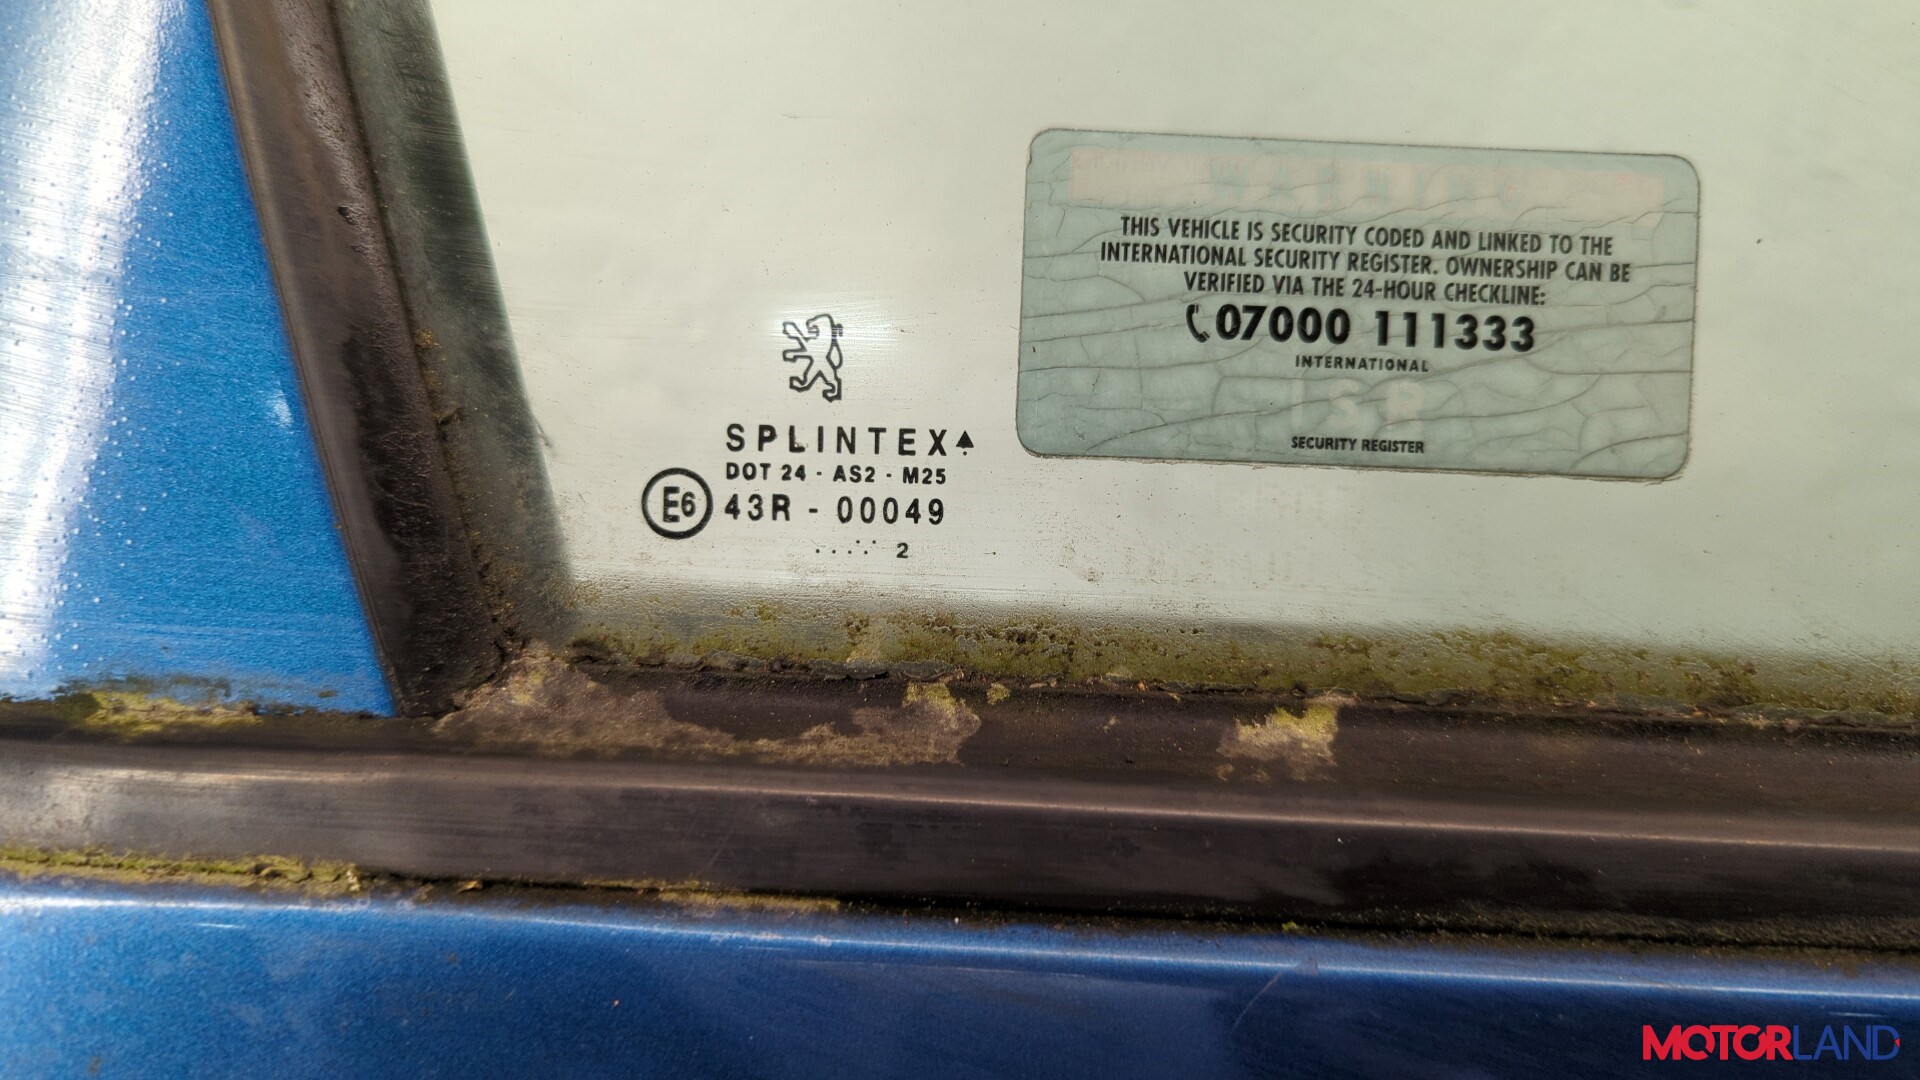 THIS VEHICLE IS SECURITY CODED AND LINKED TO THE
INTERNATIONAL SECURITY REGISTER. OWNERSHIP CAN BE
VERIFIED VIA THE 24-HOUR CHECKLINE:
07000 111333
INTERNATIONAL
ISR
SECURITY REGISTER
SPLINTEX
DOT 24 - AS2 - M25
E6 43R - 00049
..... 2
MOTORLAND